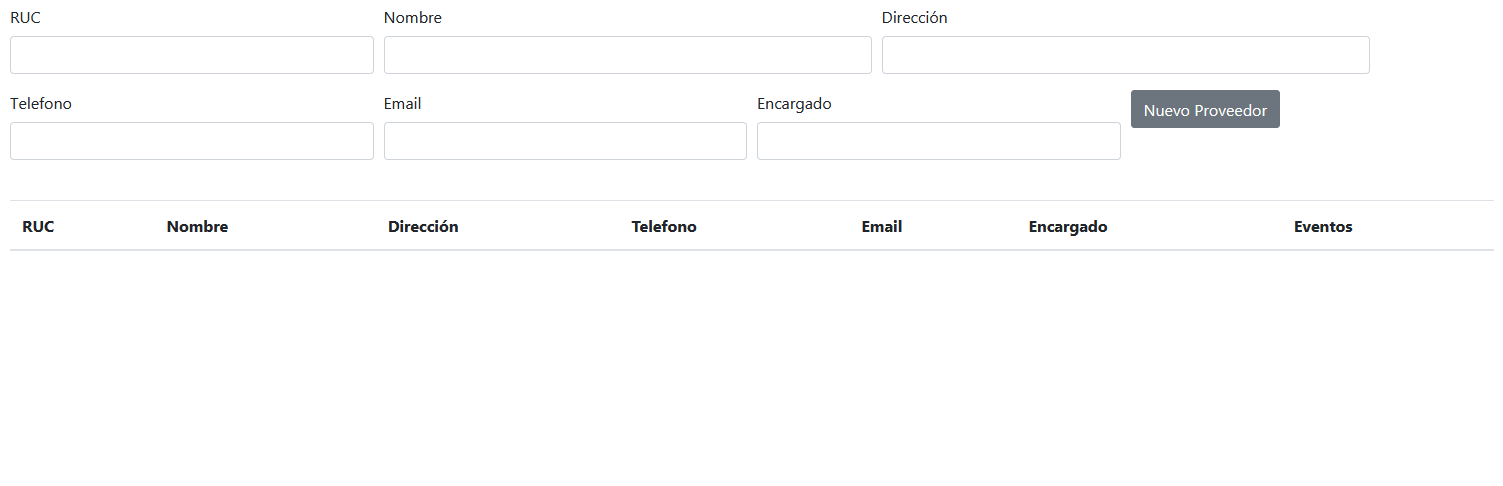 RUC Nombre Dirección
Telefono Email Encargado Nuevo Proveedor
RUC Nombre Dirección Telefono Email Encargado Eventos